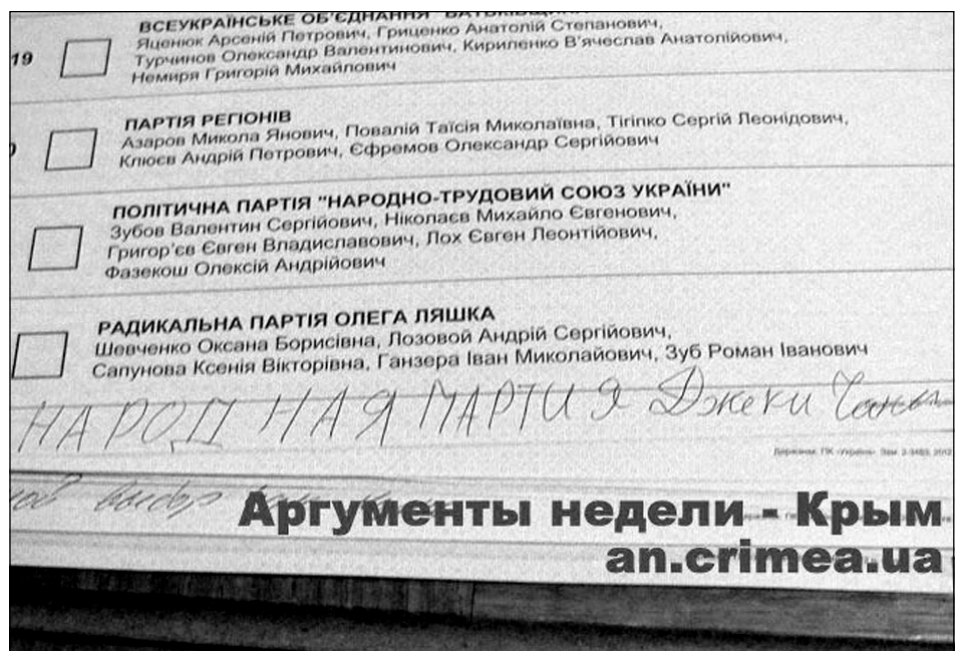 ВСЕУКРАЇНСЬКЕ ОБ'ЄДНАННЯ "БАТЬКІВЩИНА"
19
Яценюк Арсеній Петрович, Гриценко Анатолій Степанович,
Турчинов Олександр Валентинович, Кириленко В'ячеслав Анатолійович,
Немиря Григорій Михайлович
ПАРТІЯ РЕГІОНІВ
Азаров Микола Янович, Повалій Таїсія Миколаївна, Тігіпко Сергій Леонідович,
Клюєв Андрій Петрович, Єфремов Олександр Сергійович
ПОЛІТИЧНА ПАРТІЯ "НАРОДНО-ТРУДОВИЙ СОЮЗ УКРАЇНИ"
Зубов Валентин Сергійович, Ніколаєв Михайло Євгенович,
Григор'єв Євген Владиславович, Лох Євген Леонтійович,
Фазекош Олексій Андрійович
РАДИКАЛЬНА ПАРТІЯ ОЛЕГА ЛЯШКА
Шевченко Оксана Борисівна, Лозовой Андрій Сергійович,
Сапунова Ксенія Вікторівна, Ганзера Іван Миколайович, Зуб Роман Іванович
НАРОДНАЯ ПАРТИЯ Джеки Чана
выбор
Аргументы недели - Крым
an.crimea.ua